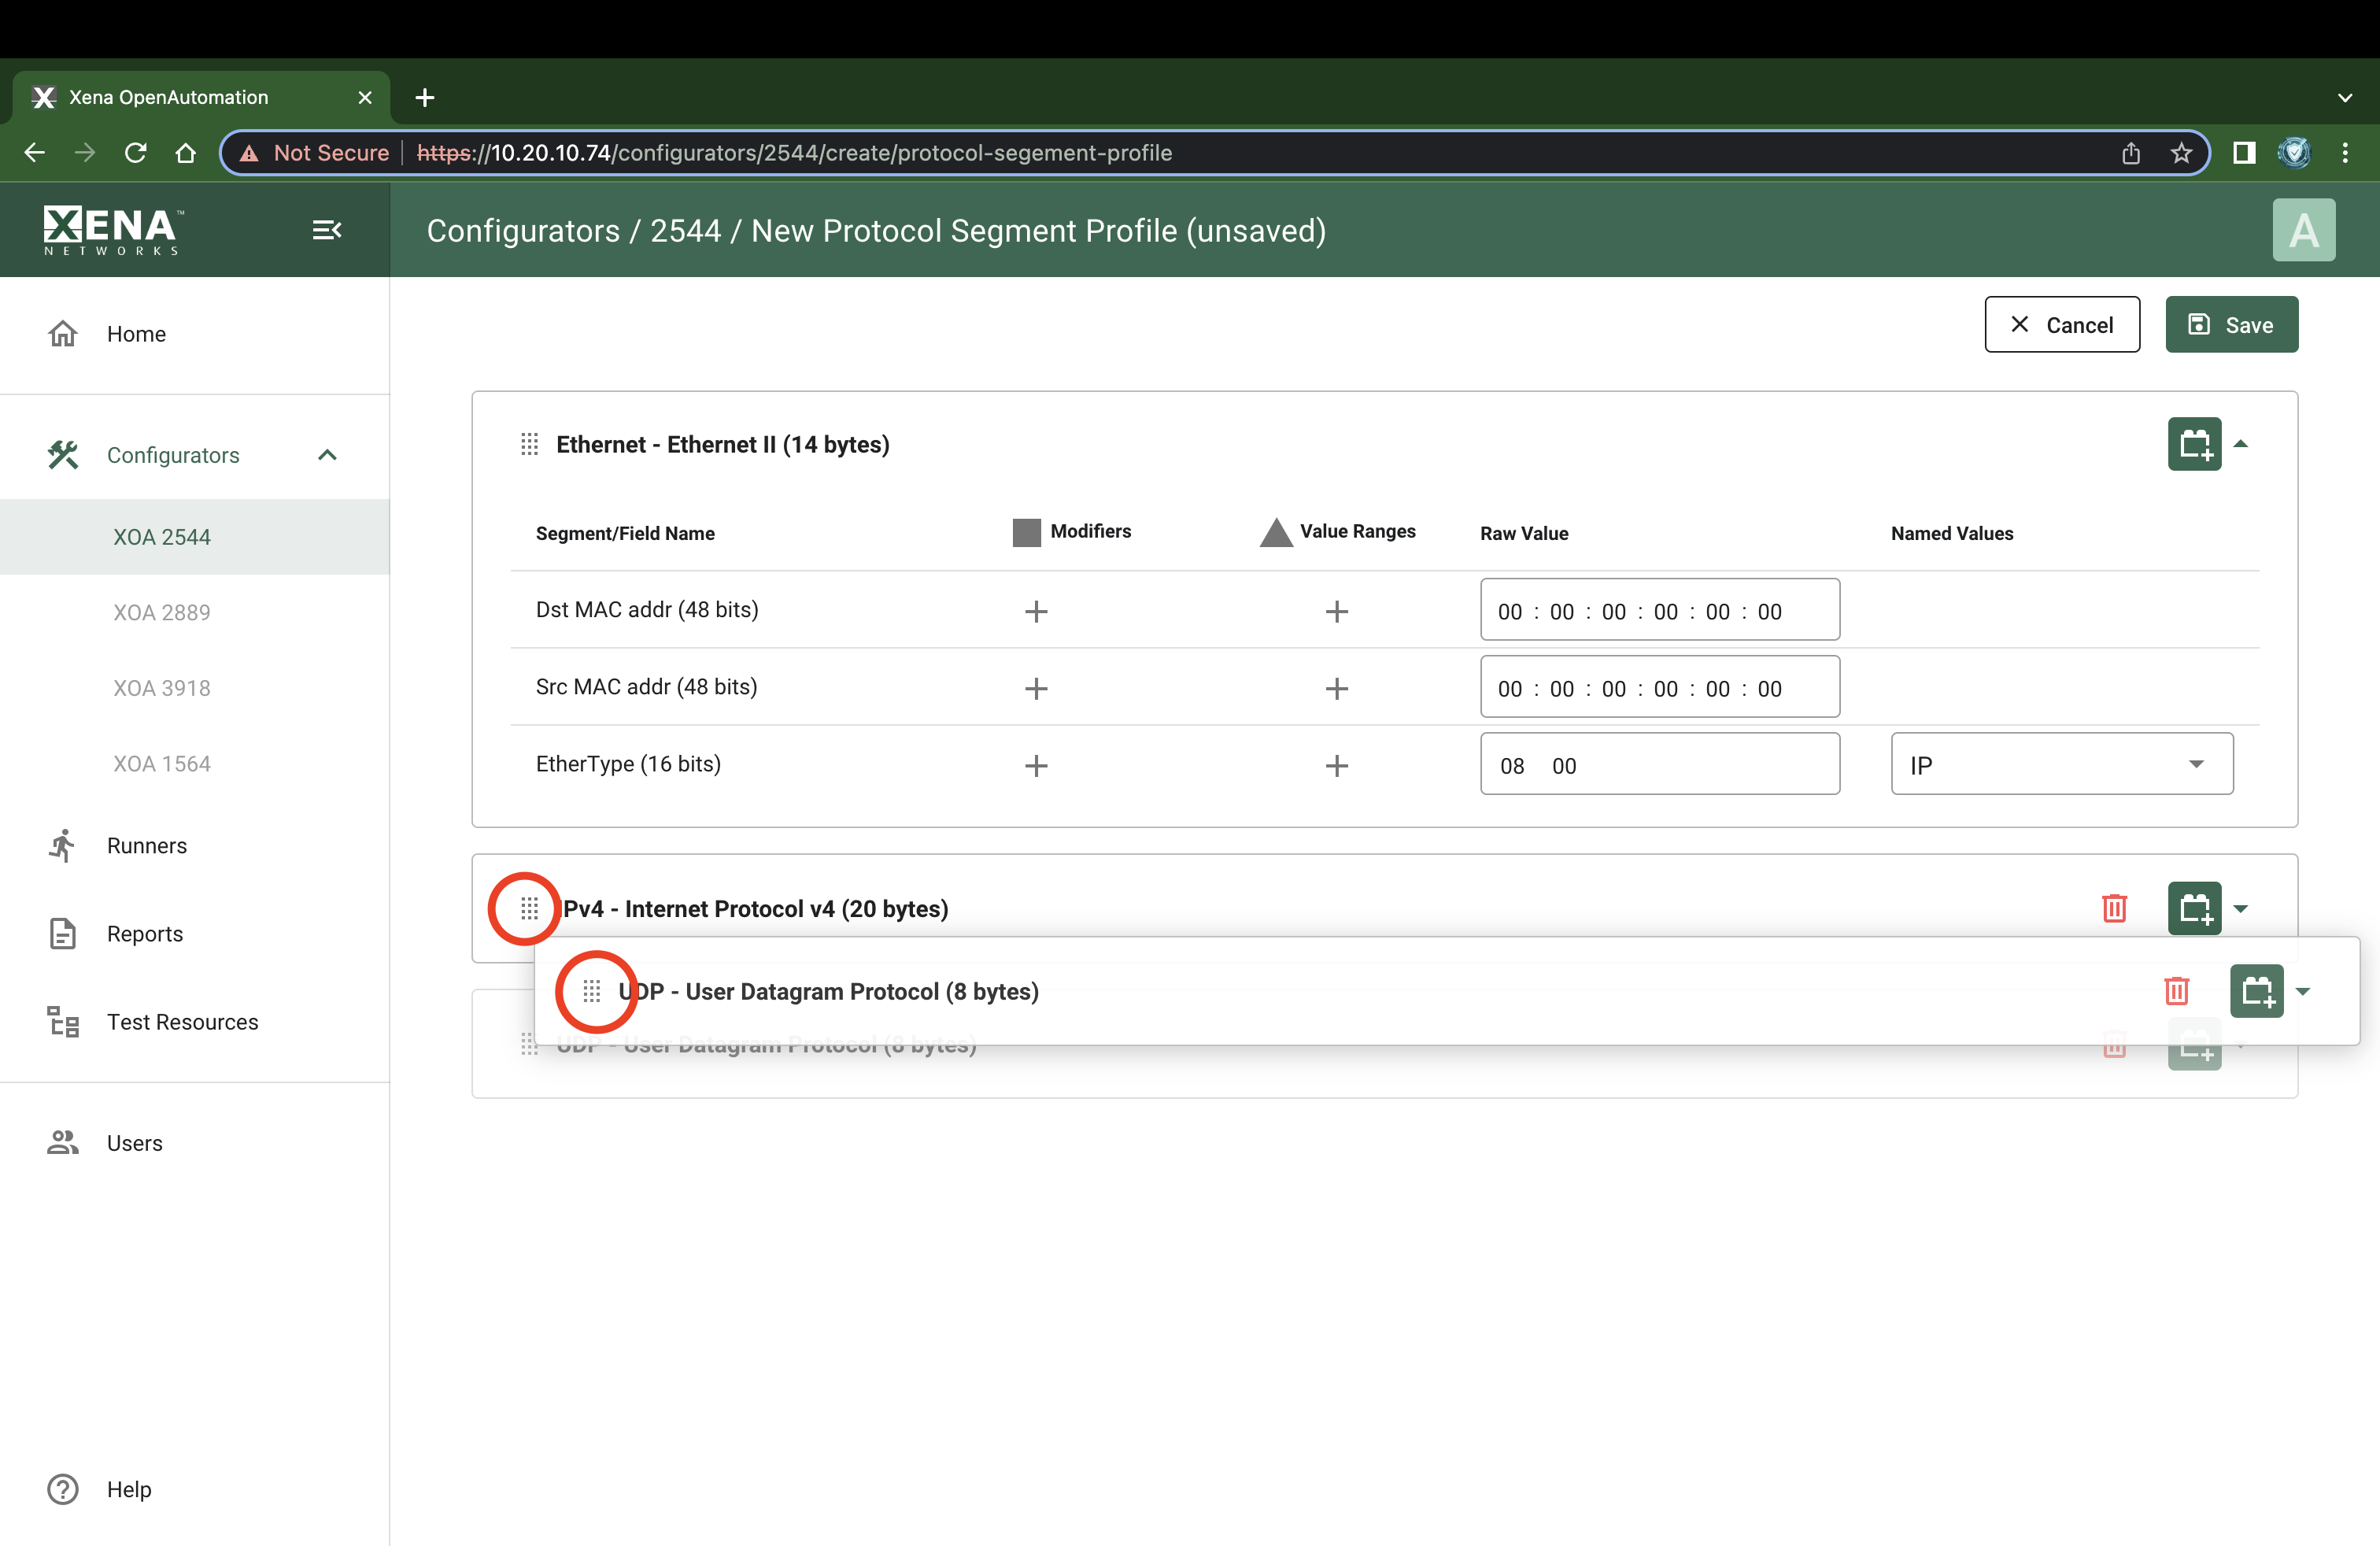 Xena OpenAutomation
Not Secure https://10.20.10.74/configurators/2544/create/protocol-segement-profile
XENA™
NETWORKS
Configurators / 2544 / New Protocol Segment Profile (unsaved)
A
Home
Configurators
XOA 2544
XOA 2889
XOA 3918
XOA 1564
Runners
Reports
Test Resources
Users
Help
Cancel
Save
Ethernet - Ethernet II (14 bytes)
Segment/Field Name Modifiers Value Ranges Raw Value Named Values
Dst MAC addr (48 bits) + + 00 : 00 : 00 : 00 : 00 : 00
Src MAC addr (48 bits) + + 00 : 00 : 00 : 00 : 00 : 00
EtherType (16 bits) + + 08 00 IP
IPv4 - Internet Protocol v4 (20 bytes)
UDP - User Datagram Protocol (8 bytes)
UDP - User Datagram Protocol (8 bytes)